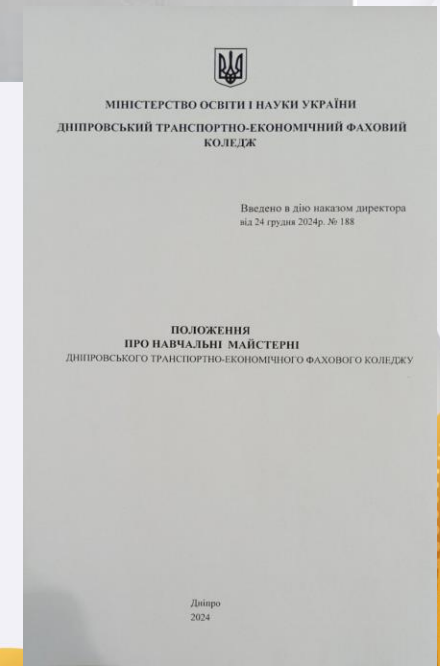 МІНІСТЕРСТВО ОСВІТИ І НАУКИ УКРАЇНИ
ДНІПРОВСЬКИЙ ТРАНСПОРТНО-ЕКОНОМІЧНИЙ ФАХОВИЙ
КОЛЕДЖ
Введено в дію наказом директора
від 24 грудня 2024р. № 188
ПОЛОЖЕННЯ
ПРО НАВЧАЛЬНІ МАЙСТЕРНІ
ДНІПРОВСЬКОГО ТРАНСПОРТНО-ЕКОНОМІЧНОГО ФАХОВОГО КОЛЕДЖУ
Дніпро
2024